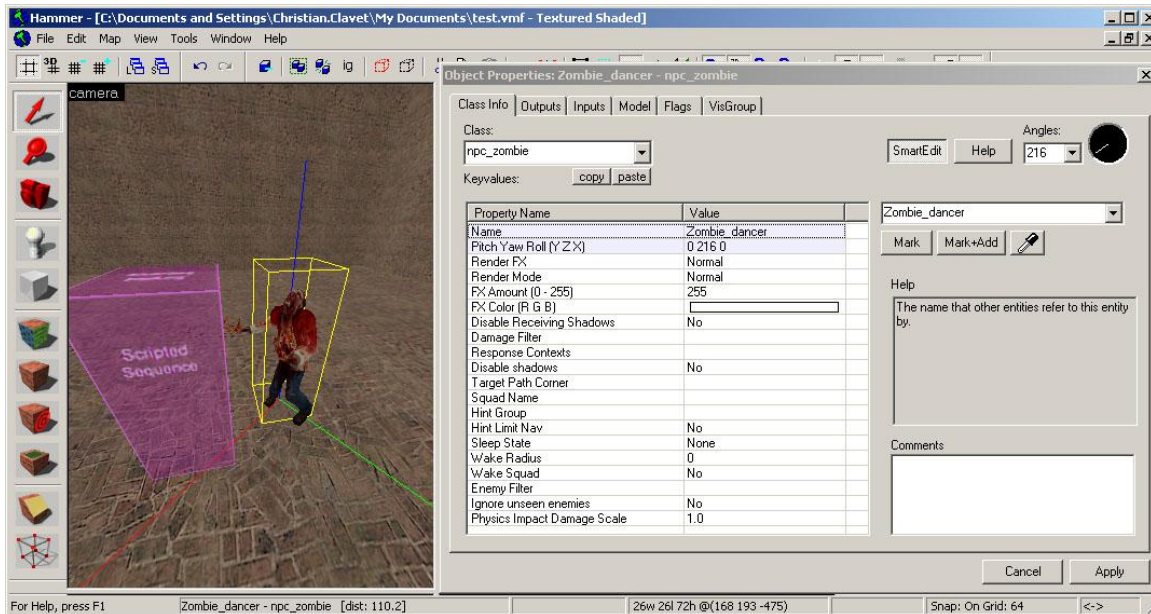 Hammer - [C:\Documents and Settings\Christian.Clavet\My Documents\test.vmf - Textured Shaded]
File Edit Map View Tools Window Help
3D
ig
camera
Scripted
Sequence
Object Properties: Zombie_dancer - npc_zombie
Class Info Outputs Inputs Model Flags VisGroup
Class:
npc_zombie
Keyvalues: copy paste
SmartEdit Help
Angles:
216
Property Name Value
Name Zombie_dancer
Pitch Yaw Roll (Y Z X) 0 216 0
Render FX Normal
Render Mode Normal
FX Amount (0 - 255) 255
FX Color (R G B)
Disable Receiving Shadows No
Damage Filter
Response Contexts
Disable shadows No
Target Path Corner
Squad Name
Hint Group
Hint Limit Nav No
Sleep State None
Wake Radius 0
Wake Squad No
Enemy Filter
Ignore unseen enemies No
Physics Impact Damage Scale 1.0
Zombie_dancer
Mark Mark+Add
Help
The name that other entities refer to this entity
by.
Comments
Cancel Apply
For Help, press F1 Zombie_dancer - npc_zombie [dist: 110.2] 26w 26l 72h @(168 193 -475) Snap: On Grid: 64 <->